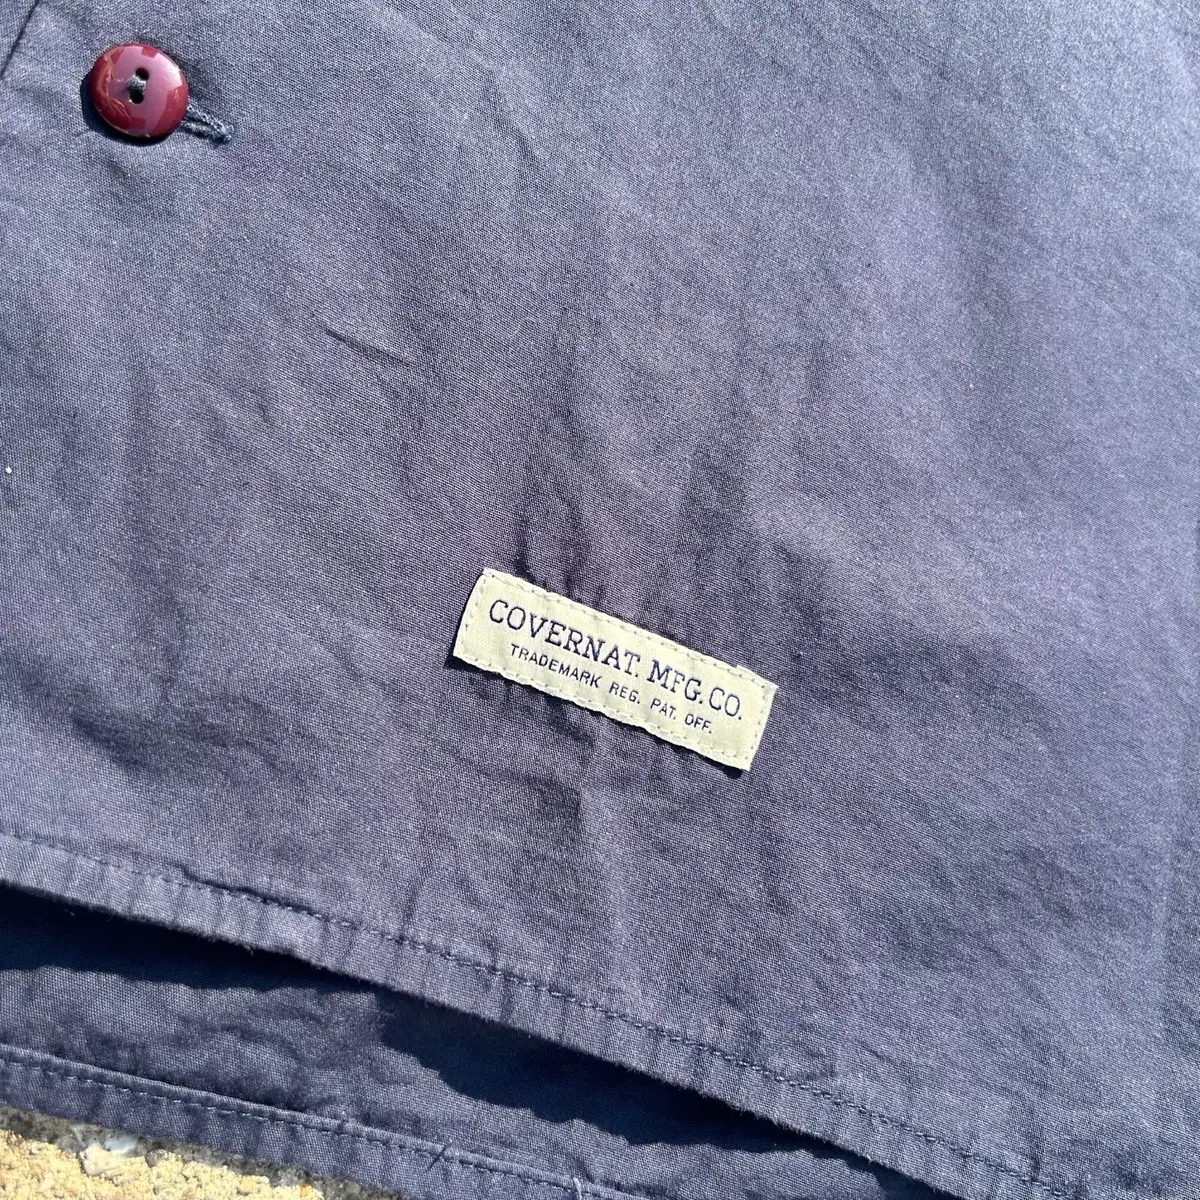 COVERNAT. MFG. CO.
TRADEMARK REG. PAT. OFF.